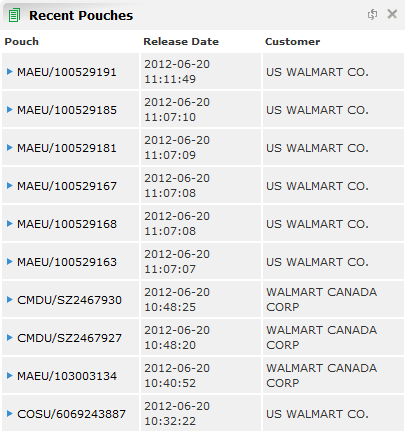 Recent Pouches
Pouch Release Date Customer
MAEU/100529191 2012-06-20 11:11:49 US WALMART CO.
MAEU/100529185 2012-06-20 11:07:10 US WALMART CO.
MAEU/100529181 2012-06-20 11:07:09 US WALMART CO.
MAEU/100529167 2012-06-20 11:07:08 US WALMART CO.
MAEU/100529168 2012-06-20 11:07:08 US WALMART CO.
MAEU/100529163 2012-06-20 11:07:07 US WALMART CO.
CMDU/SZ2467930 2012-06-20 10:48:25 WALMART CANADA CORP
CMDU/SZ2467927 2012-06-20 10:48:20 WALMART CANADA CORP
MAEU/103003134 2012-06-20 10:40:52 WALMART CANADA CORP
COSU/6069243887 2012-06-20 10:32:22 US WALMART CO.